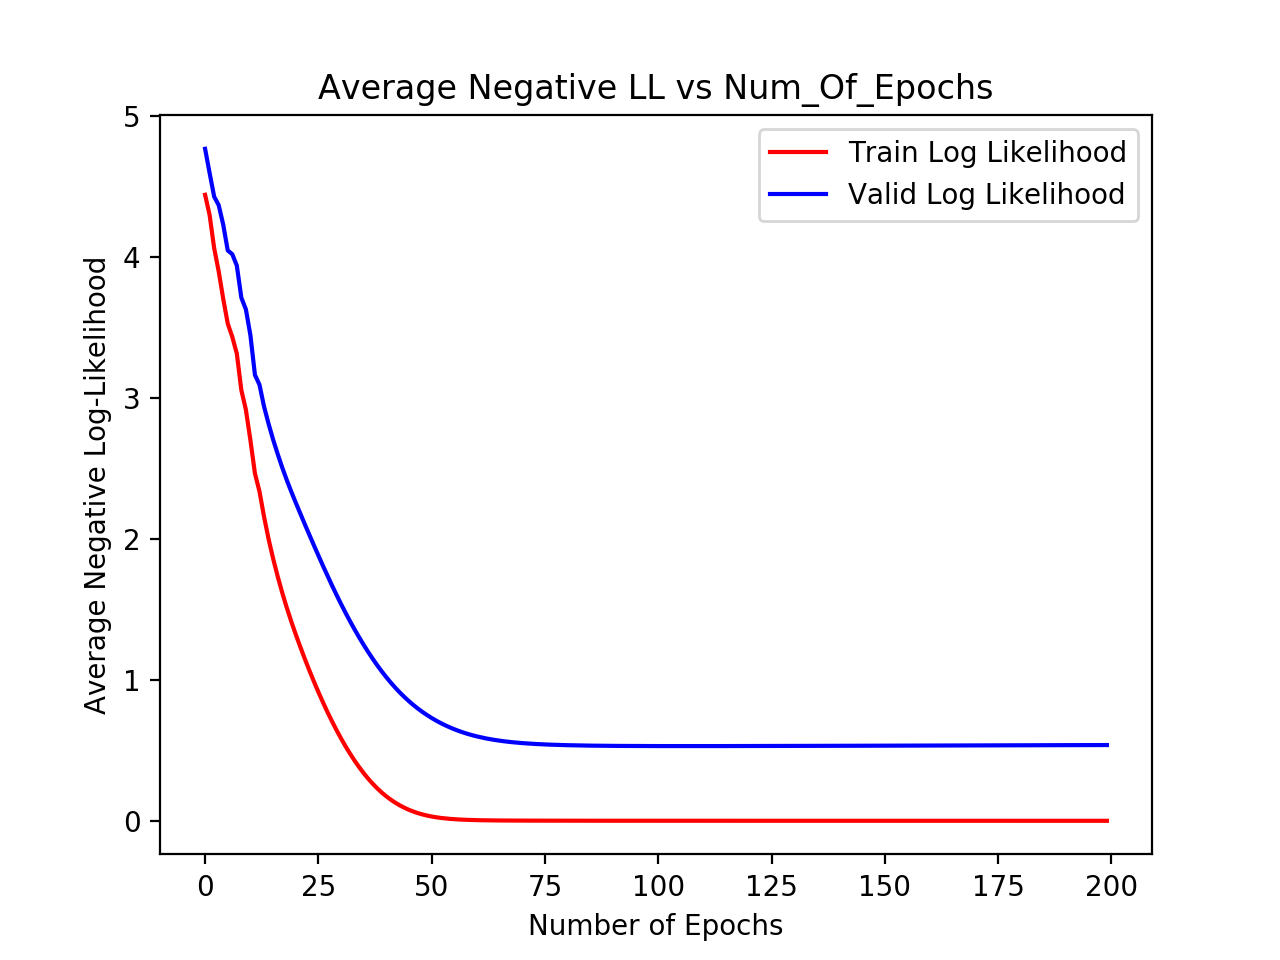 Average Negative LL vs Num_Of_Epochs
Train Log Likelihood
Valid Log Likelihood
Average Negative Log-Likelihood
5
4
3
2
1
0
0 25 50 75 100 125 150 175 200
Number of Epochs